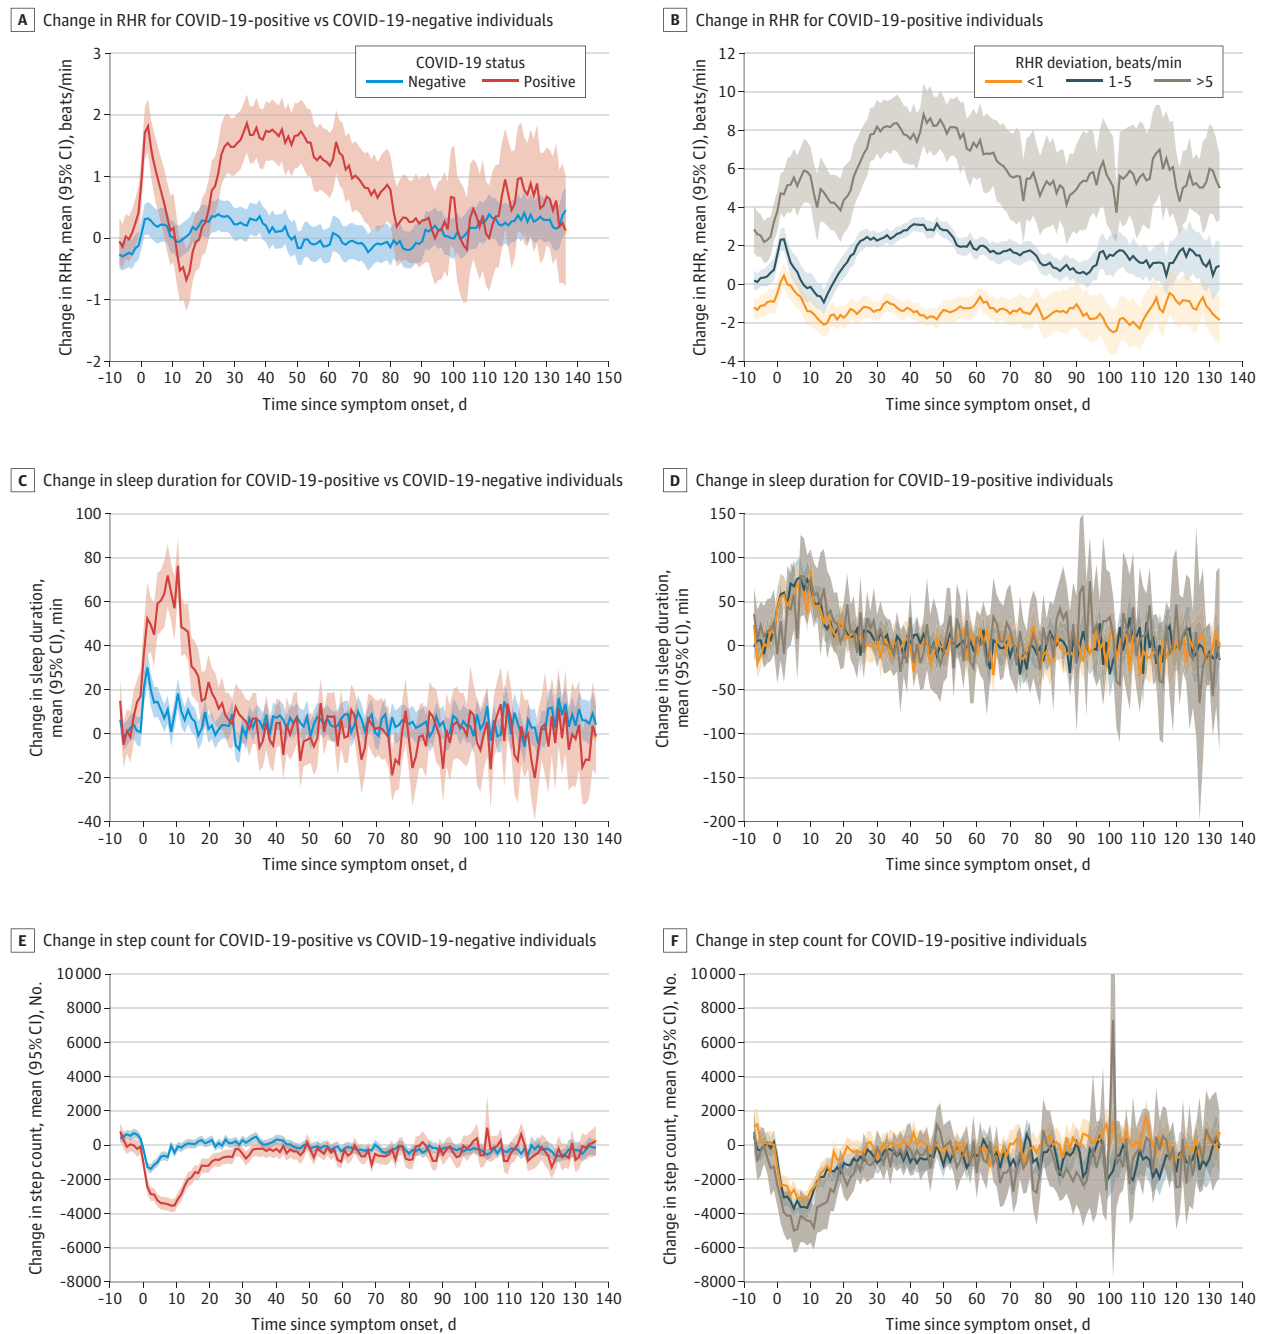 A Change in RHR for COVID-19-positive vs COVID-19-negative individuals
COVID-19 status
Negative Positive
Change in RHR, mean (95% CI), beats/min
3
2
1
0
-1
-2
-10 0 10 20 30 40 50 60 70 80 90 100 110 120 130 140 150
Time since symptom onset, d
B Change in RHR for COVID-19-positive individuals
RHR deviation, beats/min
<1 1-5 >5
Change in RHR, mean (95% CI), beats/min
12
10
8
6
4
2
0
-2
-4
-10 0 10 20 30 40 50 60 70 80 90 100 110 120 130 140
Time since symptom onset, d
C Change in sleep duration for COVID-19-positive vs COVID-19-negative individuals
Change in sleep duration,
mean (95% CI), min
100
80
60
40
20
0
-20
-40
-10 0 10 20 30 40 50 60 70 80 90 100 110 120 130 140
Time since symptom onset, d
D Change in sleep duration for COVID-19-positive individuals
Change in sleep duration,
mean (95% CI), min
150
100
50
0
-50
-100
-150
-200
-10 0 10 20 30 40 50 60 70 80 90 100 110 120 130 140
Time since symptom onset, d
E Change in step count for COVID-19-positive vs COVID-19-negative individuals
Change in step count, mean (95% CI), No.
10 000
8000
6000
4000
2000
0
-2000
-4000
-6000
-8000
-10 0 10 20 30 40 50 60 70 80 90 100 110 120 130 140
Time since symptom onset, d
F Change in step count for COVID-19-positive individuals
Change in step count, mean (95% CI), No.
10 000
8000
6000
4000
2000
0
-2000
-4000
-6000
-8000
-10 0 10 20 30 40 50 60 70 80 90 100 110 120 130 140
Time since symptom onset, d